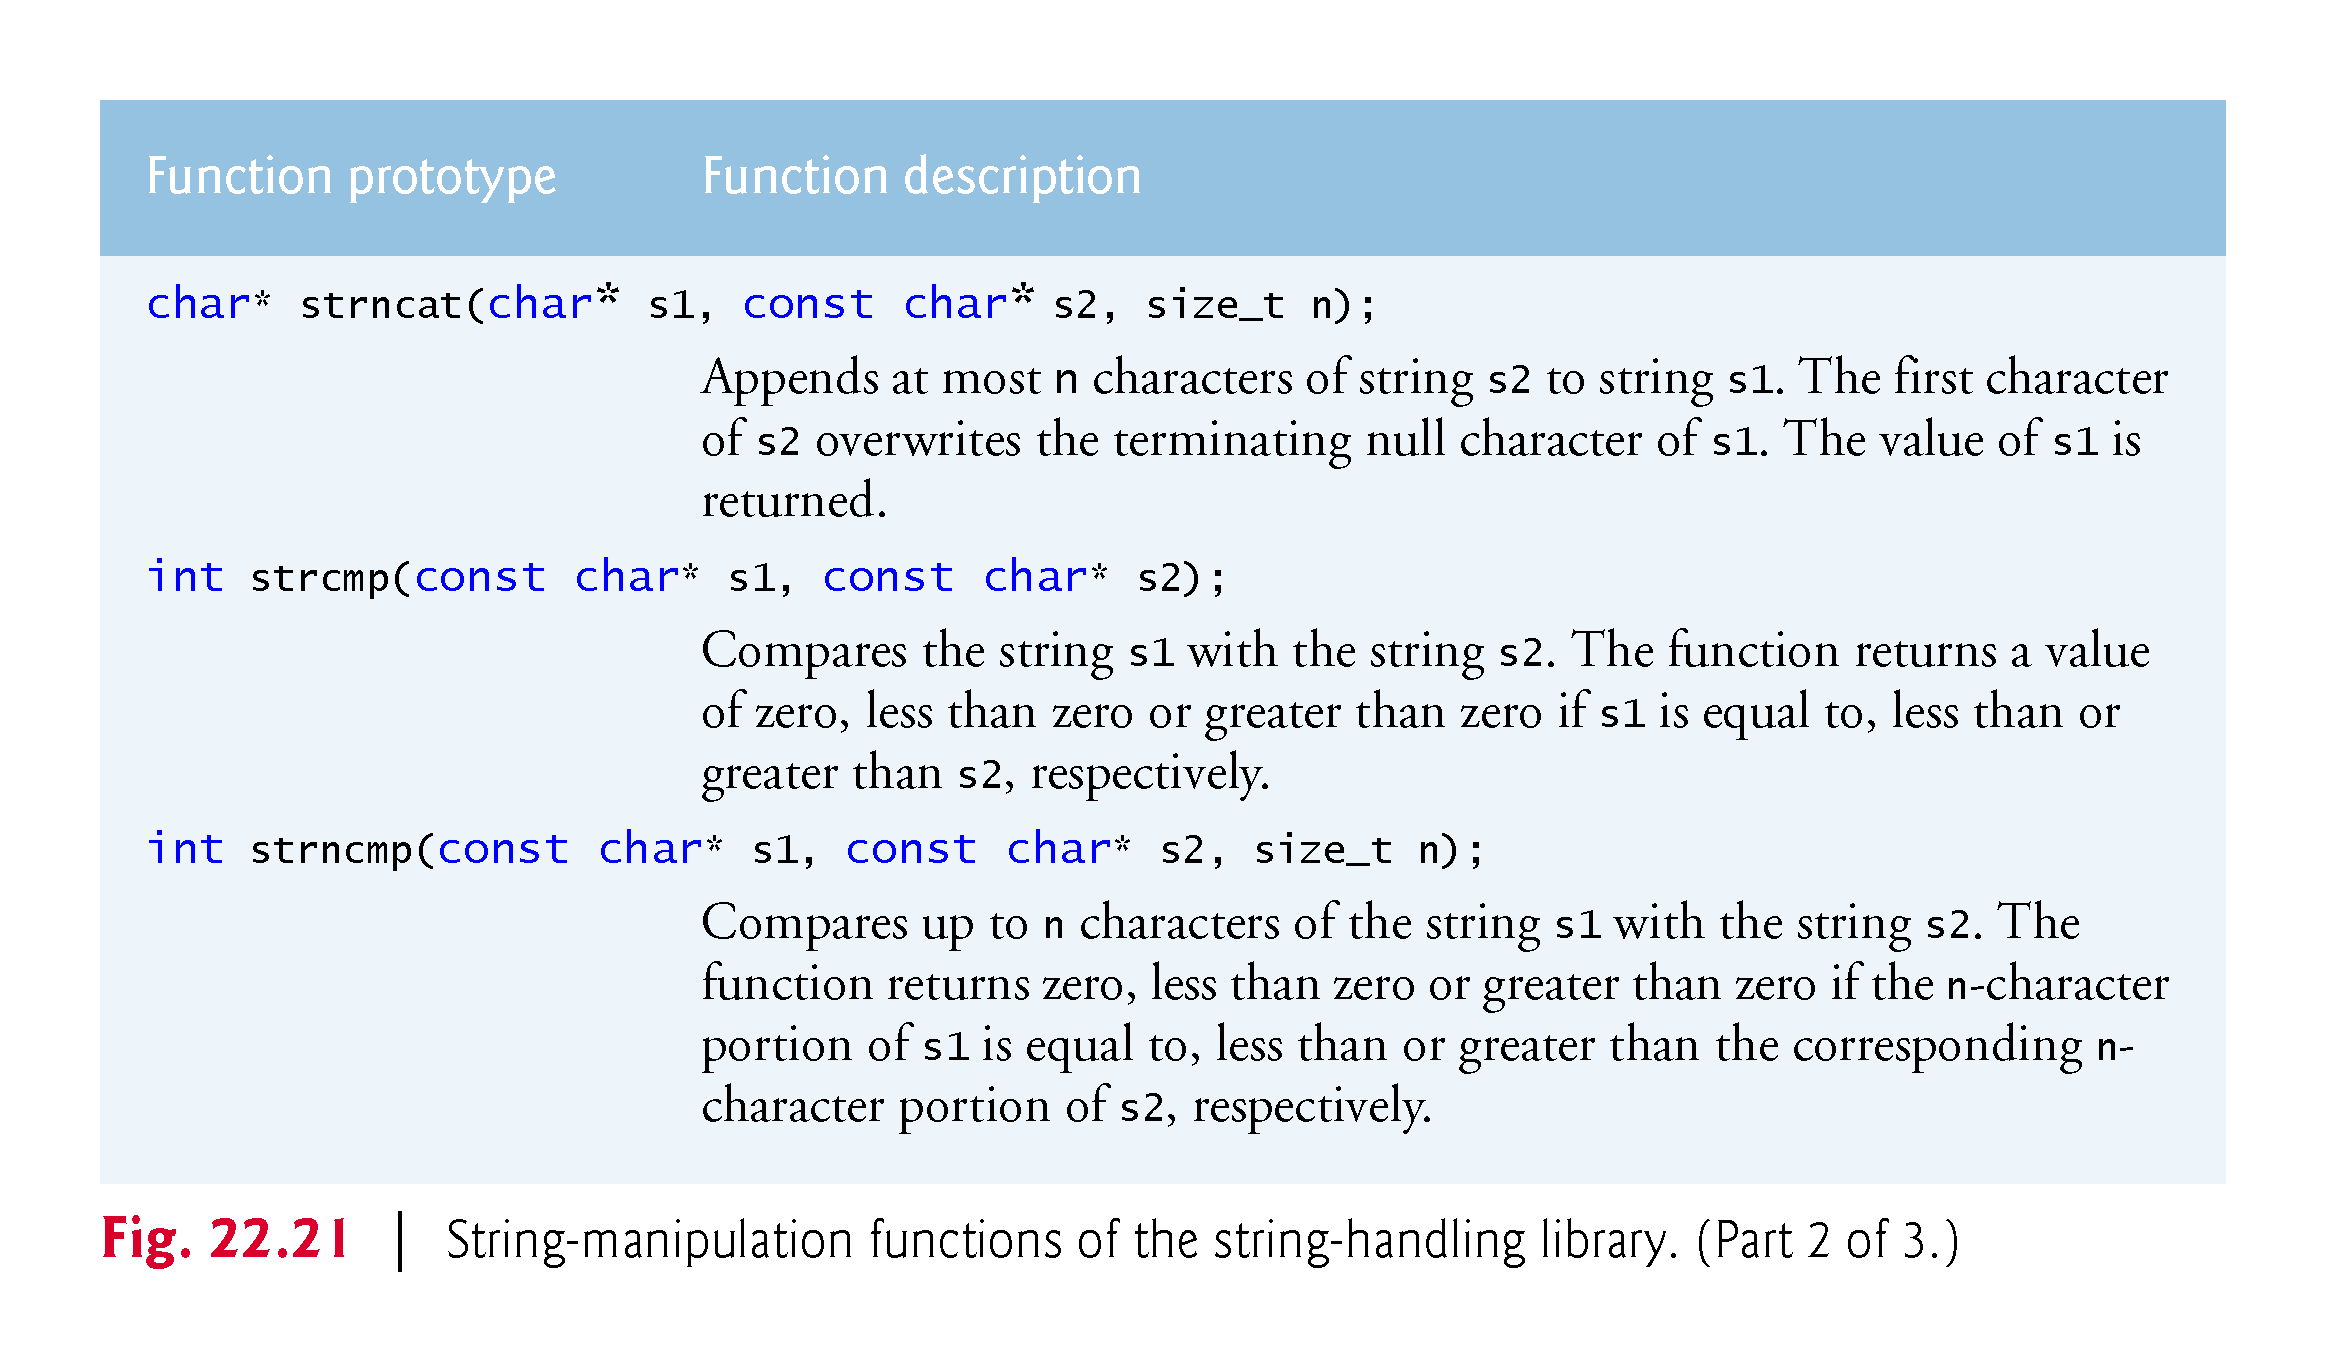 Function prototype Function description
char* strncat(char* s1, const char* s2, size_t n);
Appends at most n characters of string s2 to string s1. The first character
of s2 overwrites the terminating null character of s1. The value of s1 is
returned.
int strcmp(const char* s1, const char* s2);
Compares the string s1 with the string s2. The function returns a value
of zero, less than zero or greater than zero if s1 is equal to, less than or
greater than s2, respectively.
int strncmp(const char* s1, const char* s2, size_t n);
Compares up to n characters of the string s1 with the string s2. The
function returns zero, less than zero or greater than zero if the n-character
portion of s1 is equal to, less than or greater than the corresponding n-
character portion of s2, respectively.
Fig. 22.21 | String-manipulation functions of the string-handling library. (Part 2 of 3.)